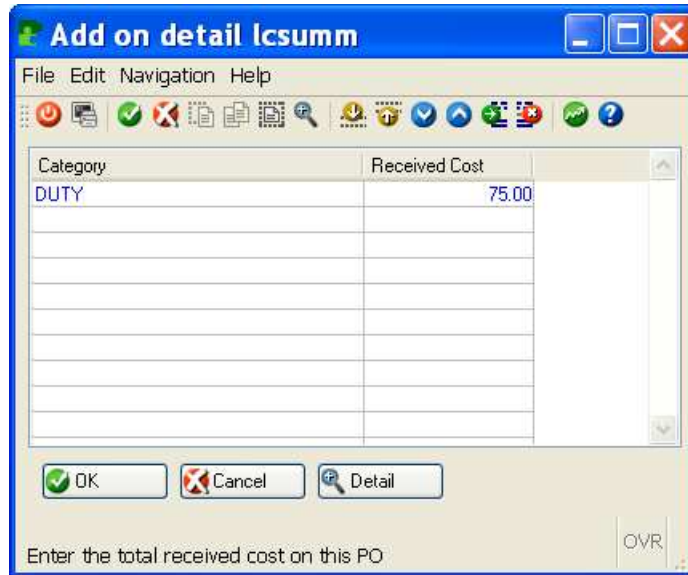 Add on detail lcsumm
File Edit Navigation Help
Category Received Cost
DUTY 75.00
OK Cancel Detail
Enter the total received cost on this PO OVR